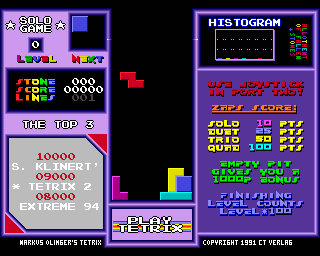 SOLO
GAME
0
LEVEL NEXT
STONE 000
SCORE 00000
LINES 001
THE TOP 3
10000
S. KLINERT'
09000
* TETRIX 2
08000
EXTREME 94
MARKUS OLINGER'S TETRIX
PLAY
TETRIX
HISTOGRAM
USE JOYSTICK
IN PORT TWO!
ZAPS SCORE:
SOLO 10 PTS
DUET 25 PTS
TRIO 50 PTS
QUAD 100 PTS
EMPTY PIT
GIVES YOU A
1000P BONUS
FINISHING
LEVEL COUNTS
LEVEL*100
COPYRIGHT 1991 CT VERLAG